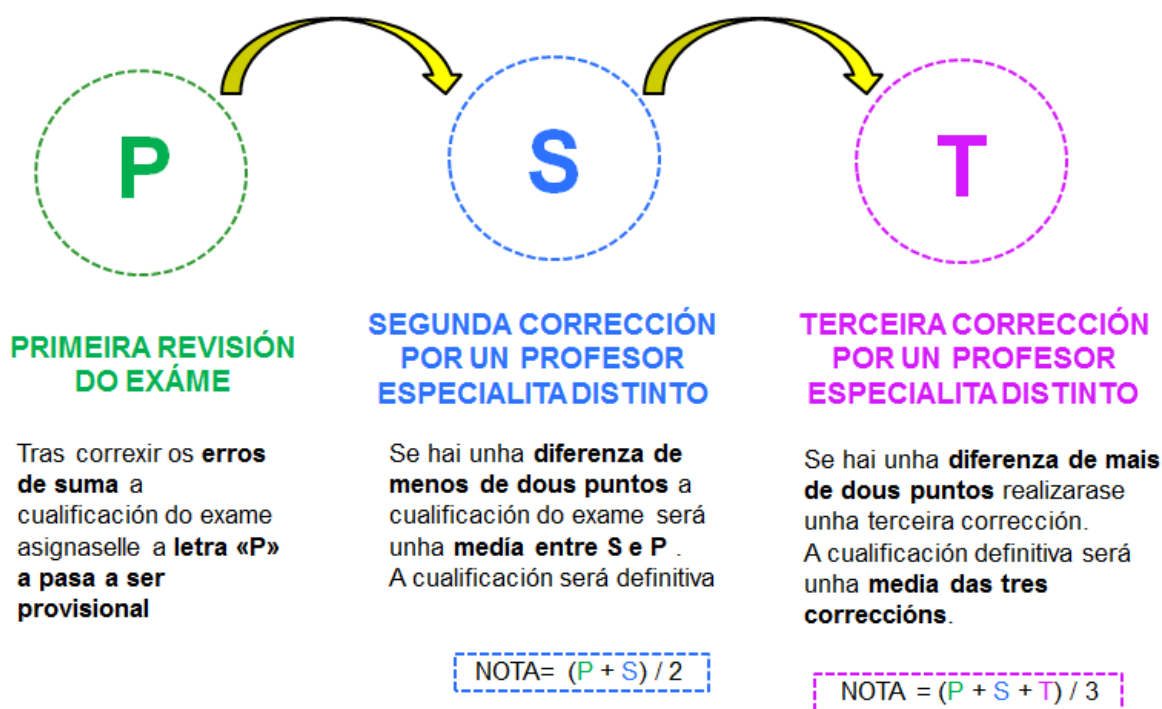 P
PRIMEIRA REVISIÓN
DO EXÁME
Tras correxir os erros
de suma a
cualificación do exame
asignaselle a letra «P»
a pasa a ser
provisional
S
SEGUNDA CORRECCIÓN
POR UN PROFESOR
ESPECIALITA DISTINTO
Se hai unha diferenza de
menos de dous puntos a
cualificación do exame será
unha medía entre S e P .
A cualificación será definitiva
NOTA= (P + S) / 2
T
TERCEIRA CORRECCIÓN
POR UN PROFESOR
ESPECIALITA DISTINTO
Se hai unha diferenza de mais
de dous puntos realizarase
unha terceira corrección.
A cualificación definitiva será
unha media das tres
correccións.
NOTA = (P + S + T) / 3